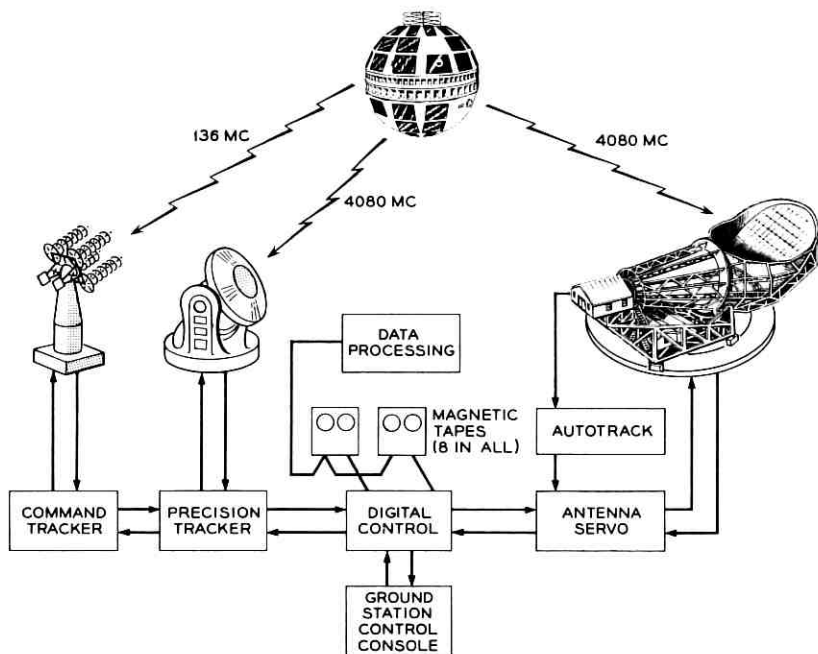 136 MC
4080 MC
4080 MC
DATA
PROCESSING
MAGNETIC
TAPES
(8 IN ALL)
AUTOTRACK
COMMAND
TRACKER
PRECISION
TRACKER
DIGITAL
CONTROL
ANTENNA
SERVO
GROUND
STATION
CONTROL
CONSOLE